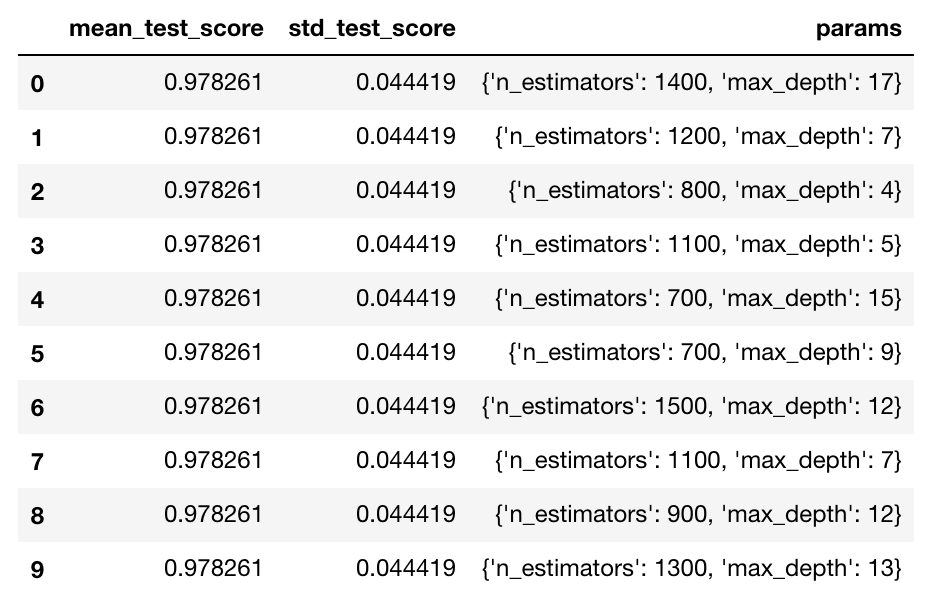 mean_test_score std_test_score params
0 0.978261 0.044419 {'n_estimators': 1400, 'max_depth': 17}
1 0.978261 0.044419 {'n_estimators': 1200, 'max_depth': 7}
2 0.978261 0.044419 {'n_estimators': 800, 'max_depth': 4}
3 0.978261 0.044419 {'n_estimators': 1100, 'max_depth': 5}
4 0.978261 0.044419 {'n_estimators': 700, 'max_depth': 15}
5 0.978261 0.044419 {'n_estimators': 700, 'max_depth': 9}
6 0.978261 0.044419 {'n_estimators': 1500, 'max_depth': 12}
7 0.978261 0.044419 {'n_estimators': 1100, 'max_depth': 7}
8 0.978261 0.044419 {'n_estimators': 900, 'max_depth': 12}
9 0.978261 0.044419 {'n_estimators': 1300, 'max_depth': 13}